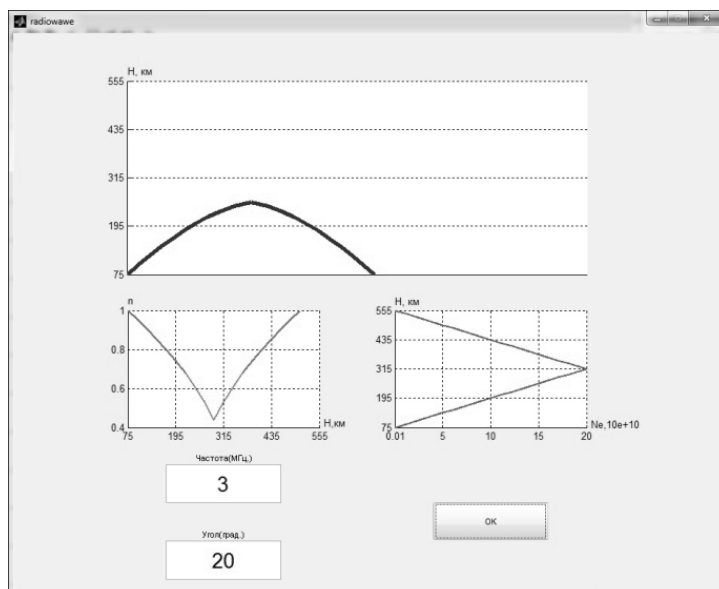 radiowawe
H, км
555
435
315
195
75
n
1
0.8
0.6
0.4
75 195 315 435 555
H,км
H, км
555
435
315
195
75
0.01 5 10 15 20
Ne,10e+10
Частота(МГц,)
3
Угол(град.)
20
OK